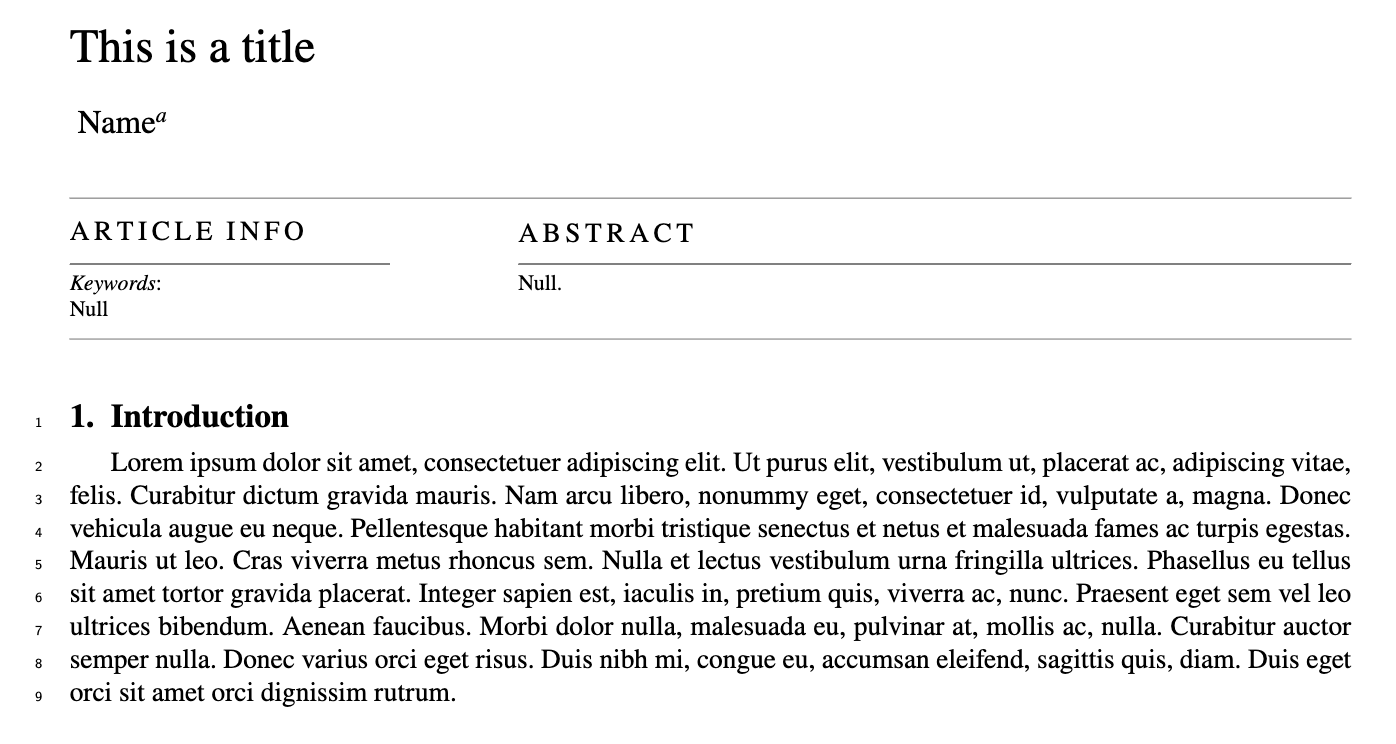 This is a title
Nameᵃ
ARTICLE INFO
Keywords:
Null
ABSTRACT
Null.
1 1. Introduction
2 Lorem ipsum dolor sit amet, consectetuer adipiscing elit. Ut purus elit, vestibulum ut, placerat ac, adipiscing vitae,
3 felis. Curabitur dictum gravida mauris. Nam arcu libero, nonummy eget, consectetuer id, vulputate a, magna. Donec
4 vehicula augue eu neque. Pellentesque habitant morbi tristique senectus et netus et malesuada fames ac turpis egestas.
5 Mauris ut leo. Cras viverra metus rhoncus sem. Nulla et lectus vestibulum urna fringilla ultrices. Phasellus eu tellus
6 sit amet tortor gravida placerat. Integer sapien est, iaculis in, pretium quis, viverra ac, nunc. Praesent eget sem vel leo
7 ultrices bibendum. Aenean faucibus. Morbi dolor nulla, malesuada eu, pulvinar at, mollis ac, nulla. Curabitur auctor
8 semper nulla. Donec varius orci eget risus. Duis nibh mi, congue eu, accumsan eleifend, sagittis quis, diam. Duis eget
9 orci sit amet orci dignissim rutrum.